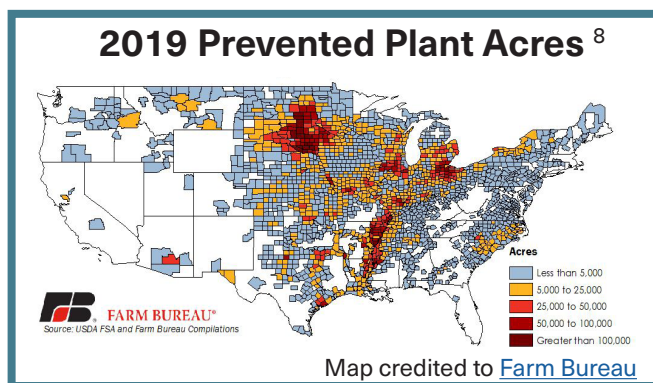 2019 Prevented Plant Acres 8
Acres
Less than 5,000
5,000 to 25,000
25,000 to 50,000
50,000 to 100,000
Greater than 100,000
FB
FARM BUREAU®
Source: USDA FSA and Farm Bureau Compilations
Map credited to Farm Bureau